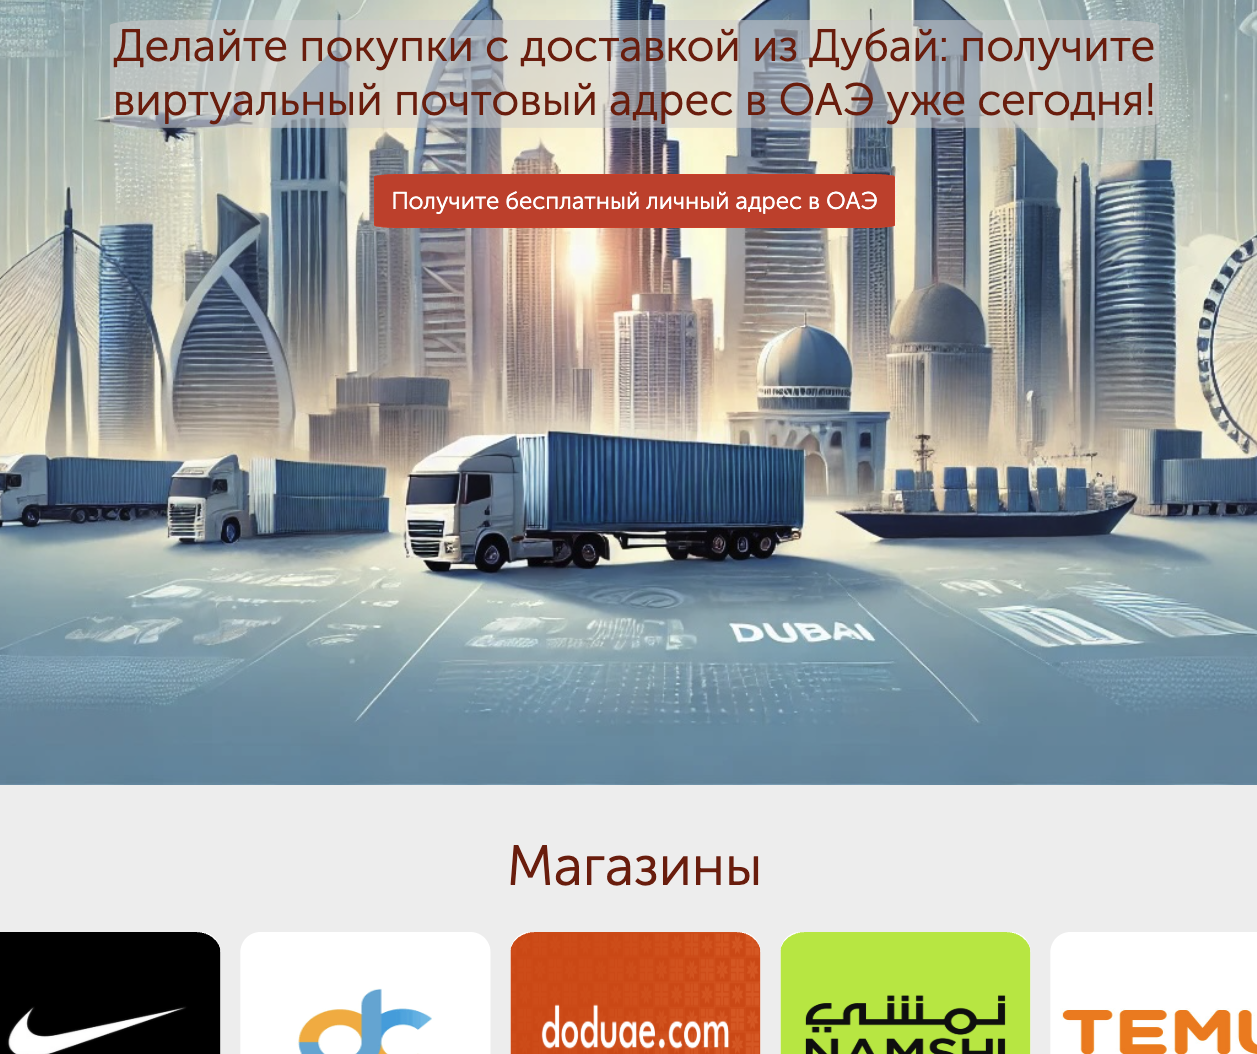 Делайте покупки с доставкой из Дубай: получите
виртуальный почтовый адрес в ОАЭ уже сегодня!
Получите бесплатный личный адрес в ОАЭ
DUBAI
Магазины
doduae.com
نمشي
NAMSHI
TEMU